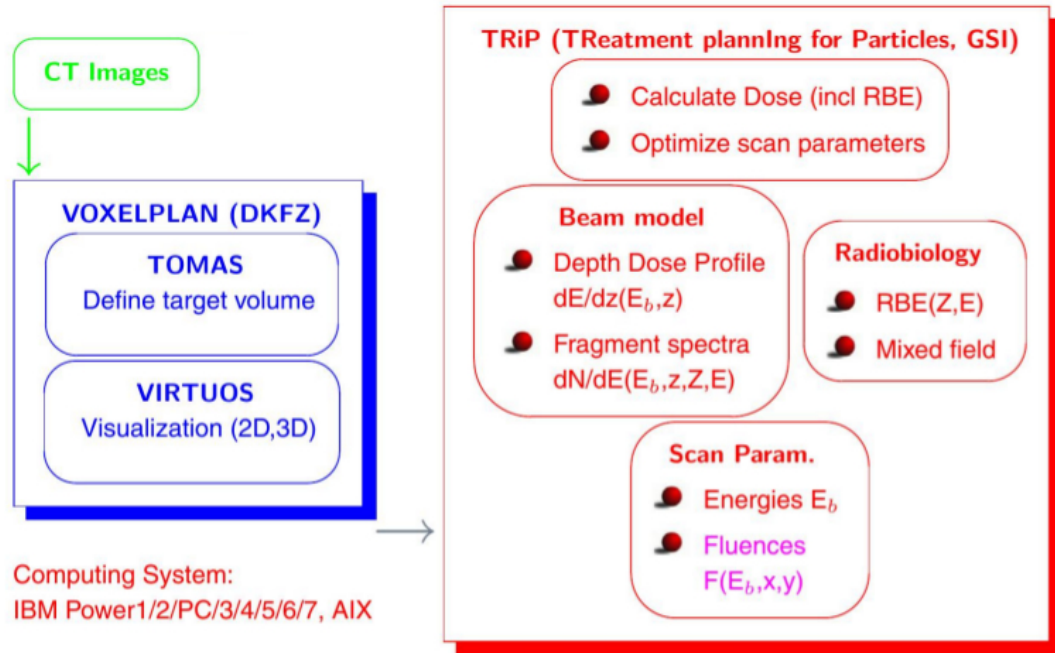 CT Images
VOXELPLAN (DKFZ)
TOMAS
Define target volume
VIRTUOS
Visualization (2D,3D)
Computing System:
IBM Power1/2/PC/3/4/5/6/7, AIX
TRiP (TReatment plannIng for Particles, GSI)
Calculate Dose (incl RBE)
Optimize scan parameters
Beam model
Depth Dose Profile
dE/dz(E_b,z)
Fragment spectra
dN/dE(E_b,z,Z,E)
Radiobiology
RBE(Z,E)
Mixed field
Scan Param.
Energies E_b
Fluences
F(E_b,x,y)